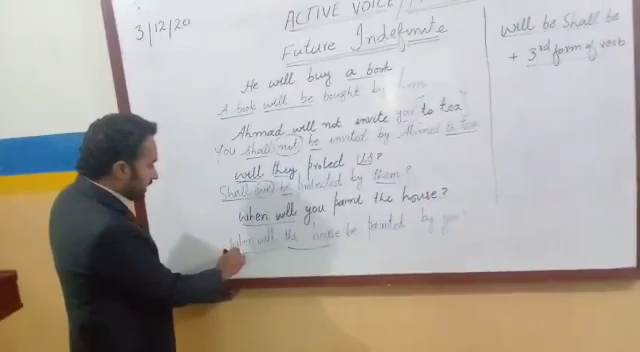 3/12/20
ACTIVE VOICE/
Future Indefinite
He will buy a book
A book will be bought by him
Ahmad will not invite you to tea
You shall not be invited by Ahmed to tea
will they protect us?
Shall we be protected by them?
When will you paint the house?
When will the house be painted by you?
will be Shall be
+ 3rd form of verb